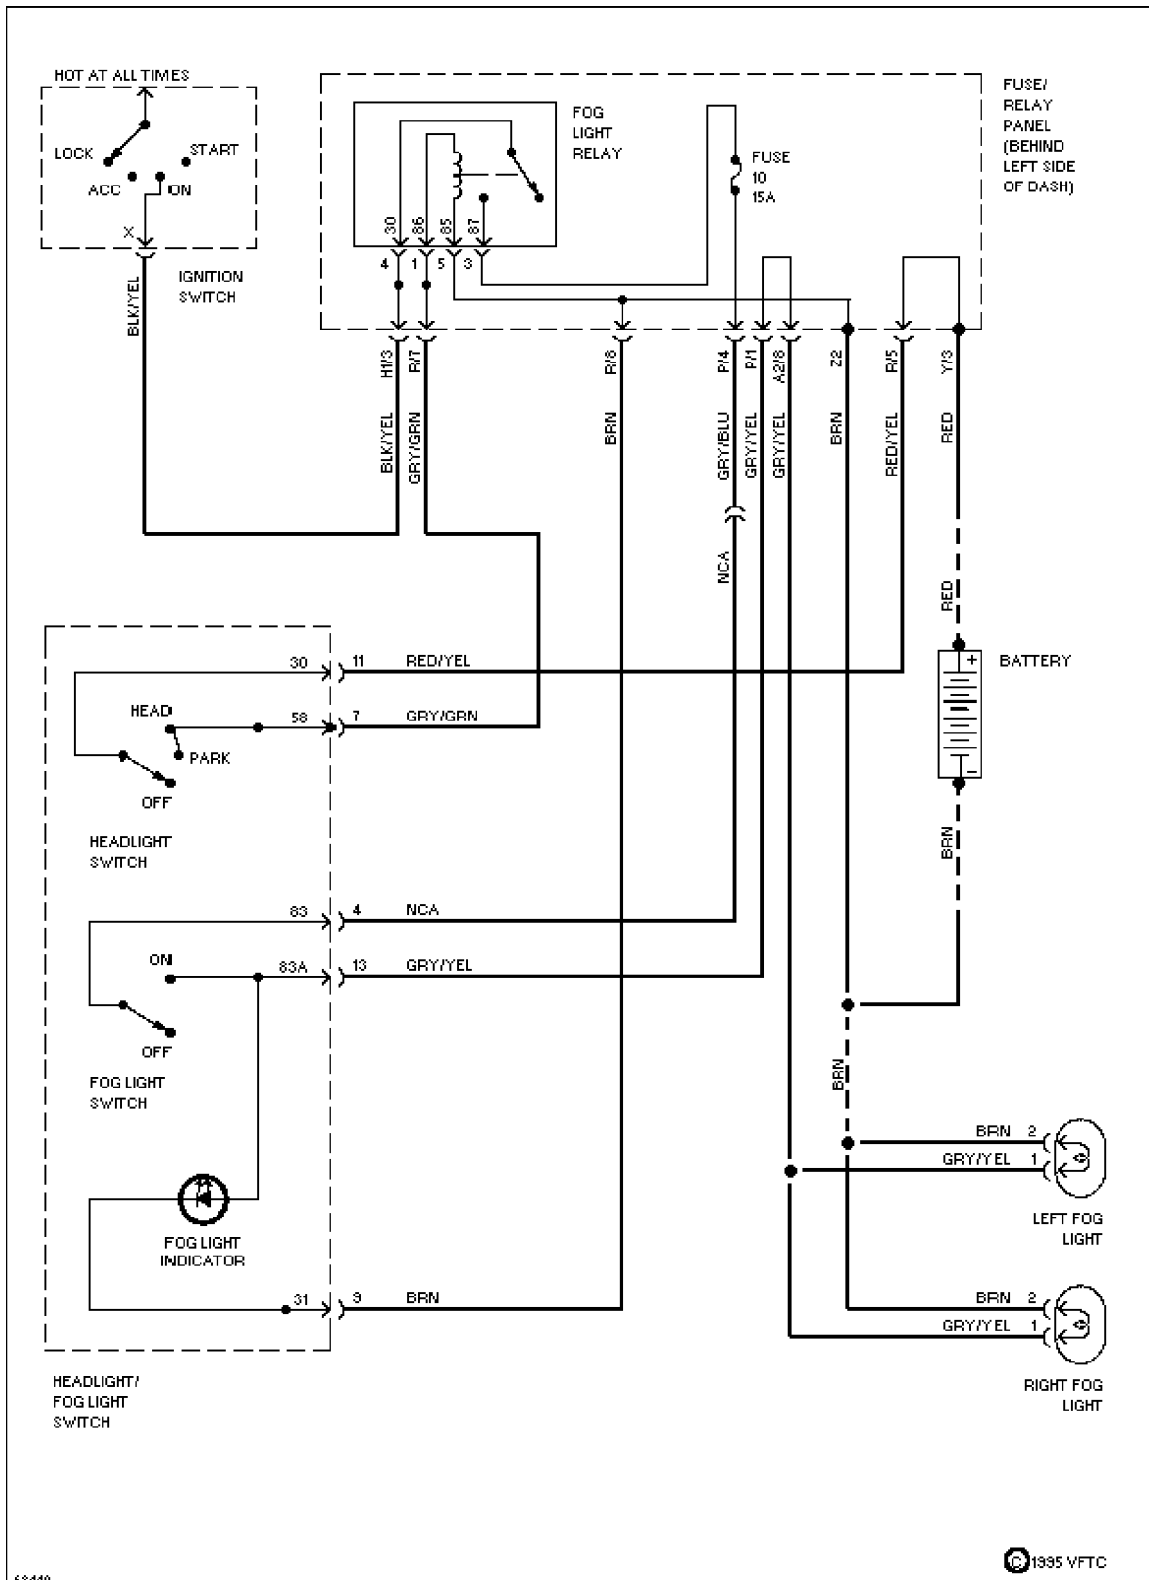 HOT AT ALL TIMES
LOCK
START
ACC
ON
X
IGNITION
SWITCH
BLK/YEL
FOG
LIGHT
RELAY
30
86
85
87
4
1
5
3
FUSE
10
15A
FUSE/
RELAY
PANEL
(BEHIND
LEFT SIDE
OF DASH)
H1/3
R/7
R/8
P/4
P/1
A2/8
Z2
R/5
Y/3
BLK/YEL
GRY/GRN
BRN
GRY/BLU
GRY/YEL
GRY/YEL
BRN
RED/YEL
RED
NCA
RED
30
11
RED/YEL
BATTERY
+
-
HEAD
58
7
GRY/GRN
PARK
OFF
HEADLIGHT
SWITCH
BRN
83
4
NCA
ON
83A
13
GRY/YEL
OFF
FOG LIGHT
SWITCH
BRN
BRN 2
GRY/YEL 1
LEFT FOG
LIGHT
FOG LIGHT
INDICATOR
31
9
BRN
BRN 2
GRY/YEL 1
RIGHT FOG
LIGHT
HEADLIGHT/
FOG LIGHT
SWITCH
© 1995 VFTC